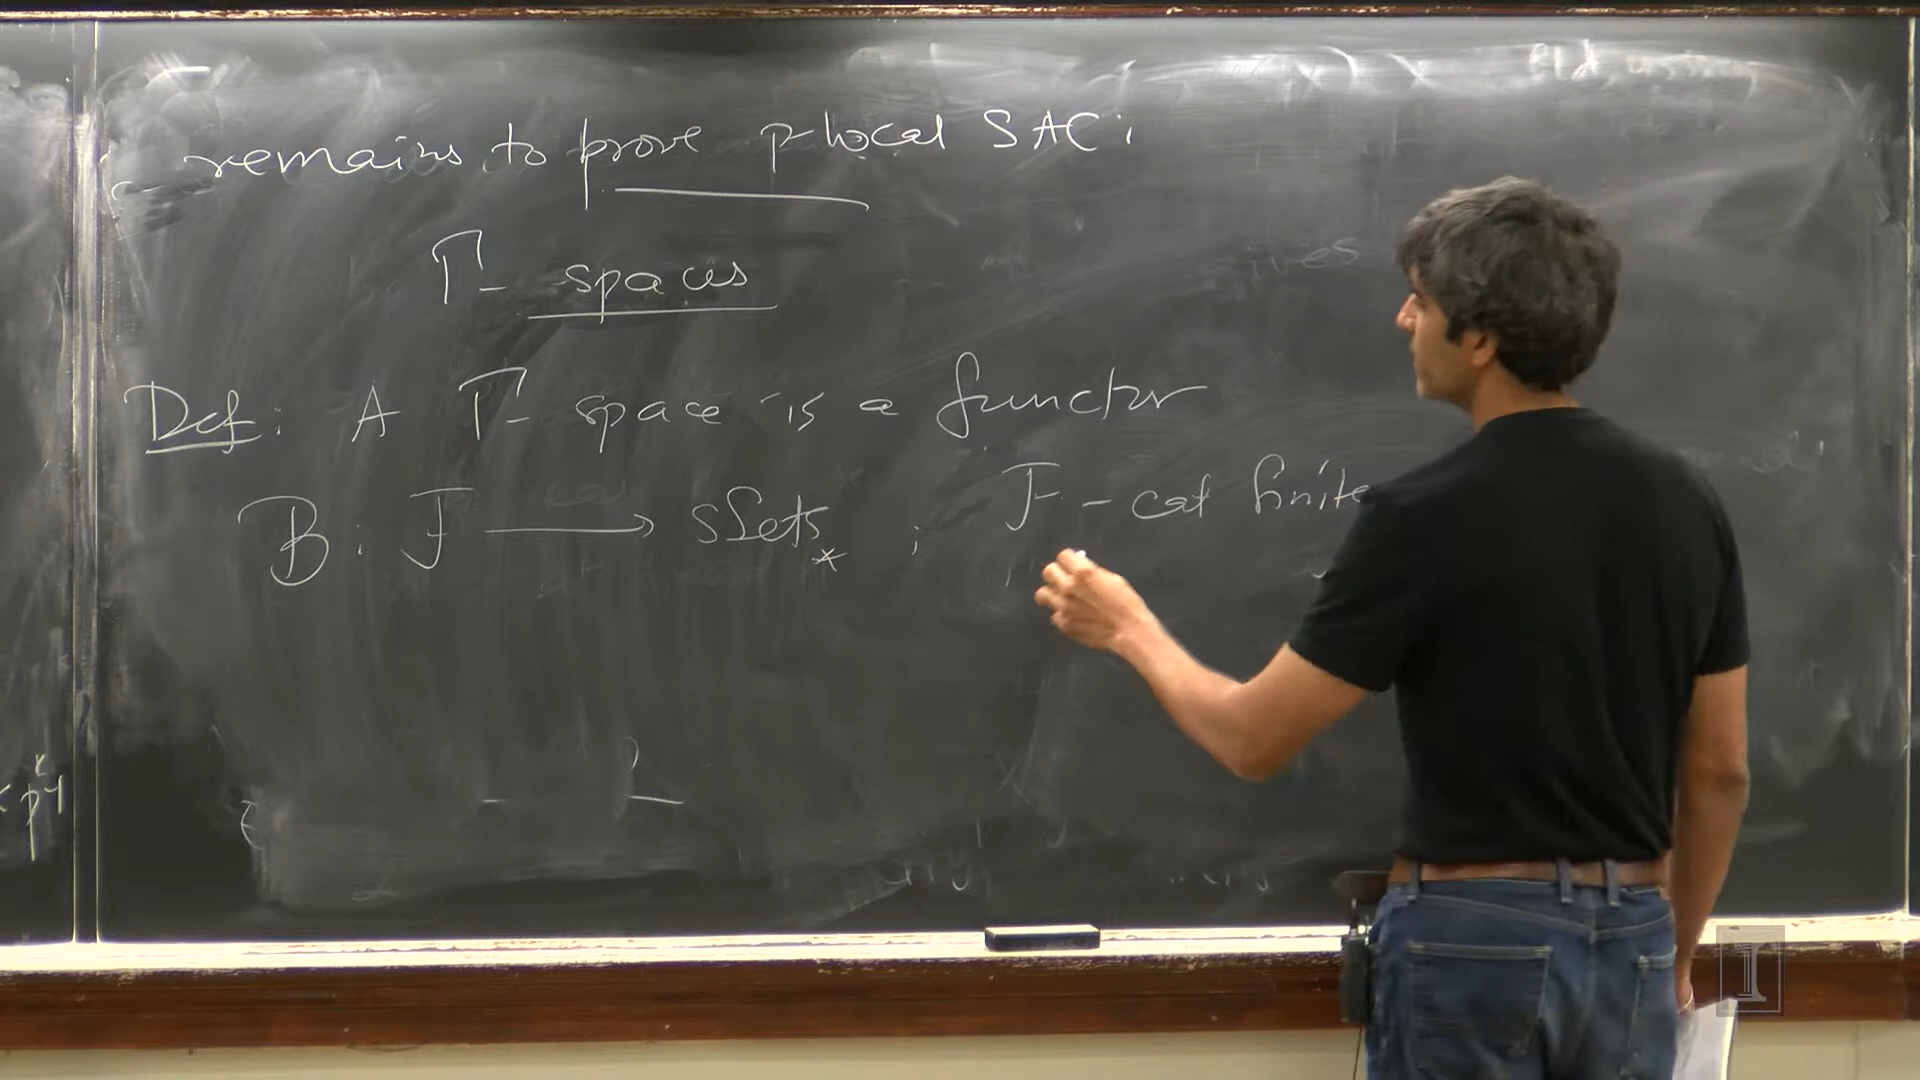 remains to prove p-local SAC:
Γ- spaces
Def: A Γ- space is a functor
B: F → sSets* ; F - cat finite